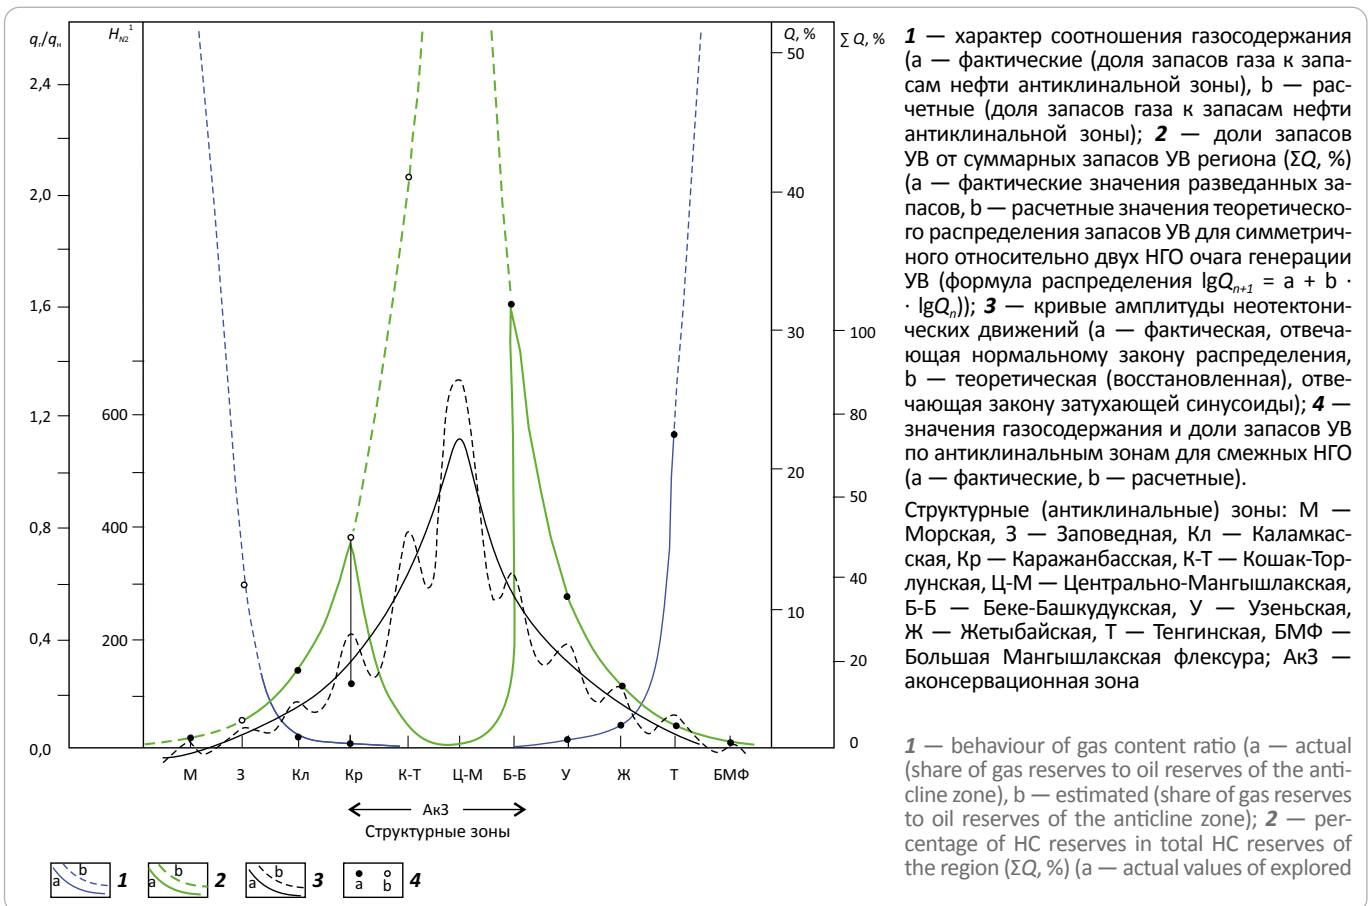 qг/qн
H N2 1
Q, %
∑ Q, %
2,4
2,0
1,6
1,2
0,8
0,4
0,0
600
400
200
50
40
30
20
10
100
80
50
40
20
0
М З Кл Кр К-Т Ц-М Б-Б У Ж Т БМФ
АкЗ
Структурные зоны
a b 1
a b 2
a b 3
a b 4
1 — характер соотношения газосодержания
(a — фактические (доля запасов газа к запа-
сам нефти антиклинальной зоны), b — рас-
четные (доля запасов газа к запасам нефти
антиклинальной зоны); 2 — доли запасов
УВ от суммарных запасов УВ региона (ΣQ, %)
(a — фактические значения разведанных за-
пасов, b — расчетные значения теоретическо-
го распределения запасов УВ для симметрич-
ного относительно двух НГО очага генерации
УВ (формула распределения lgQn+1 = a + b ·
· lgQn)); 3 — кривые амплитуды неотектони-
ческих движений (a — фактическая, отвеча-
ющая нормальному закону распределения,
b — теоретическая (восстановленная), отве-
чающая закону затухающей синусоиды); 4 —
значения газосодержания и доли запасов УВ
по антиклинальным зонам для смежных НГО
(a — фактические, b — расчетные).
Структурные (антиклинальные) зоны: М —
Морская, З — Заповедная, Кл — Каламкас-
ская, Кр — Каражанбасская, К-Т — Кошак-Тор-
лунская, Ц-М — Центрально-Мангышлакская,
Б-Б — Беке-Башкудукская, У — Узеньская,
Ж — Жетыбайская, Т — Тенгинская, БМФ —
Большая Мангышлакская флексура; АкЗ —
аконсервационная зона
1 — behaviour of gas content ratio (a — actual
(share of gas reserves to oil reserves of the anti-
cline zone), b — estimated (share of gas reserves
to oil reserves of the anticline zone); 2 — per-
centage of HC reserves in total HC reserves of
the region (ΣQ, %) (a — actual values of explored